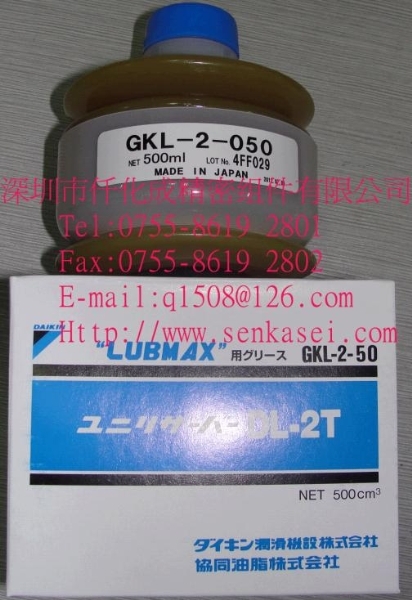 GKL-2-050
NET 500ml LOT No. 4FF029
MADE IN JAPAN
深圳市仟化成精密组件有限公司
Tel:0755-8619 2801
Fax:0755-8619 2802
E-mail:q1508@126.com
Http://www.senkasei.com
DAIKIN
"LUBMAX"用グリース GKL-2-50
ユニリサーバー DL-2T
NET 500cm³
ダイキン潤滑機設株式会社
協同油脂株式会社